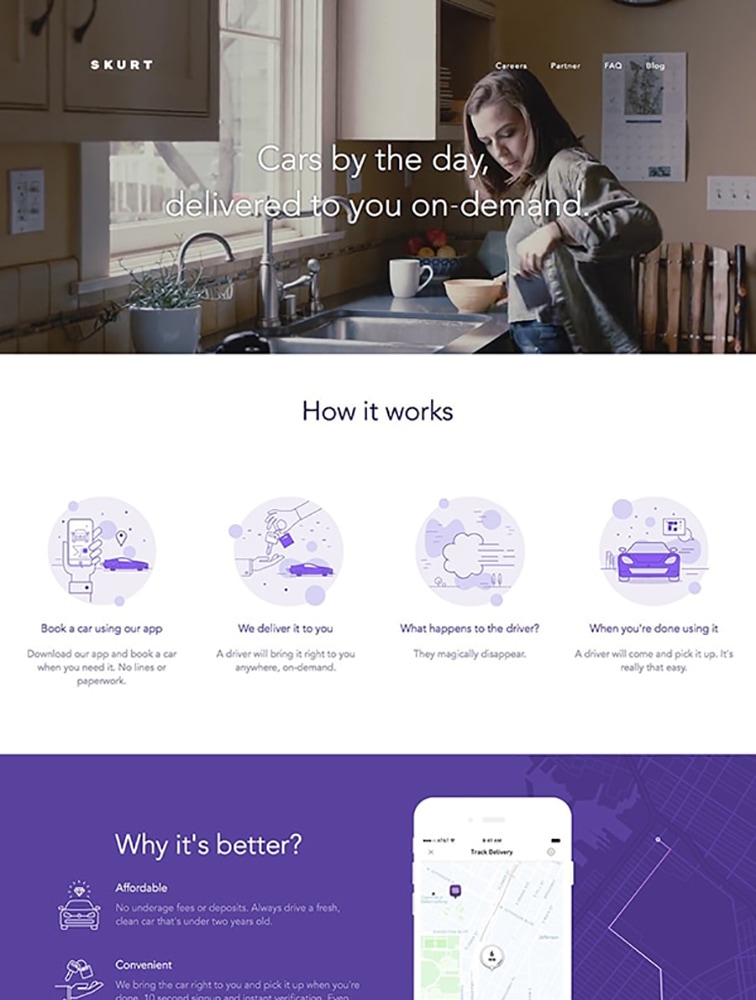 SKURT
Careers Partner FAQ Blog
Cars by the day,
delivered to you on-demand.
How it works
Book a car using our app
Download our app and book a car
when you need it. No lines or
paperwork.
We deliver it to you
A driver will bring it right to you
anywhere, on-demand.
What happens to the driver?
They magically disappear.
When you're done using it
A driver will come and pick it up. It's
really that easy.
Why it's better?
Affordable
No underage fees or deposits. Always drive a fresh,
clean car that's under two years old.
Convenient
We bring the car right to you and pick it up when you're
done. 10 second signup and instant verification. Even
AT&T 9:41 AM
Track Delivery
6